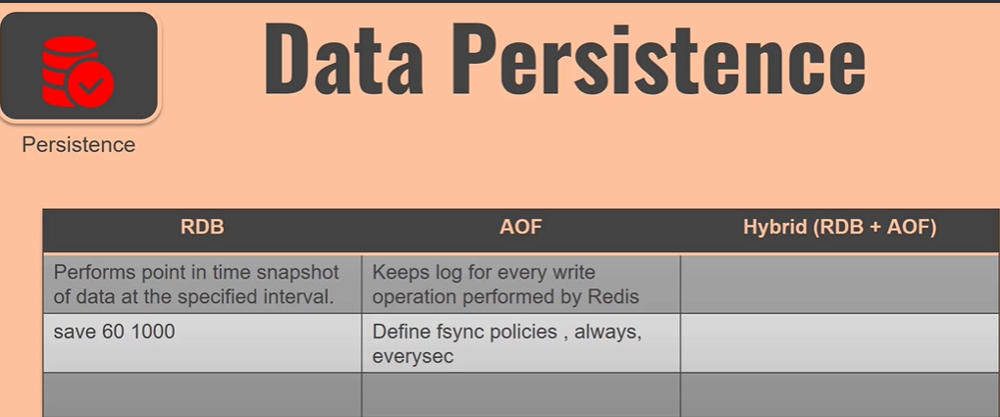 Data Persistence
Persistence
RDB
AOF
Hybrid (RDB + AOF)
Performs point in time snapshot
of data at the specified interval.
Keeps log for every write
operation performed by Redis
save 60 1000
Define fsync policies , always,
everysec